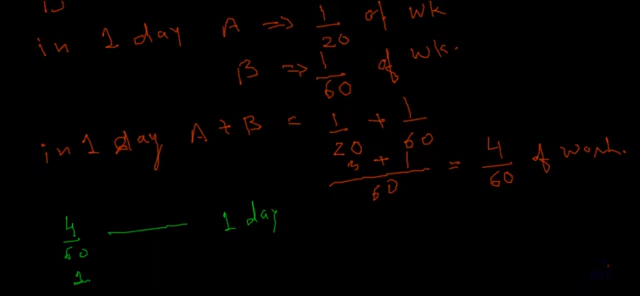 in 1 day A => 1/20 of wk
B => 1/60 of wk.
in 1 day A + B = 1/20 + 1/60
3 + 1/60 = 4/60 of work.
4/60 —— 1 day
1